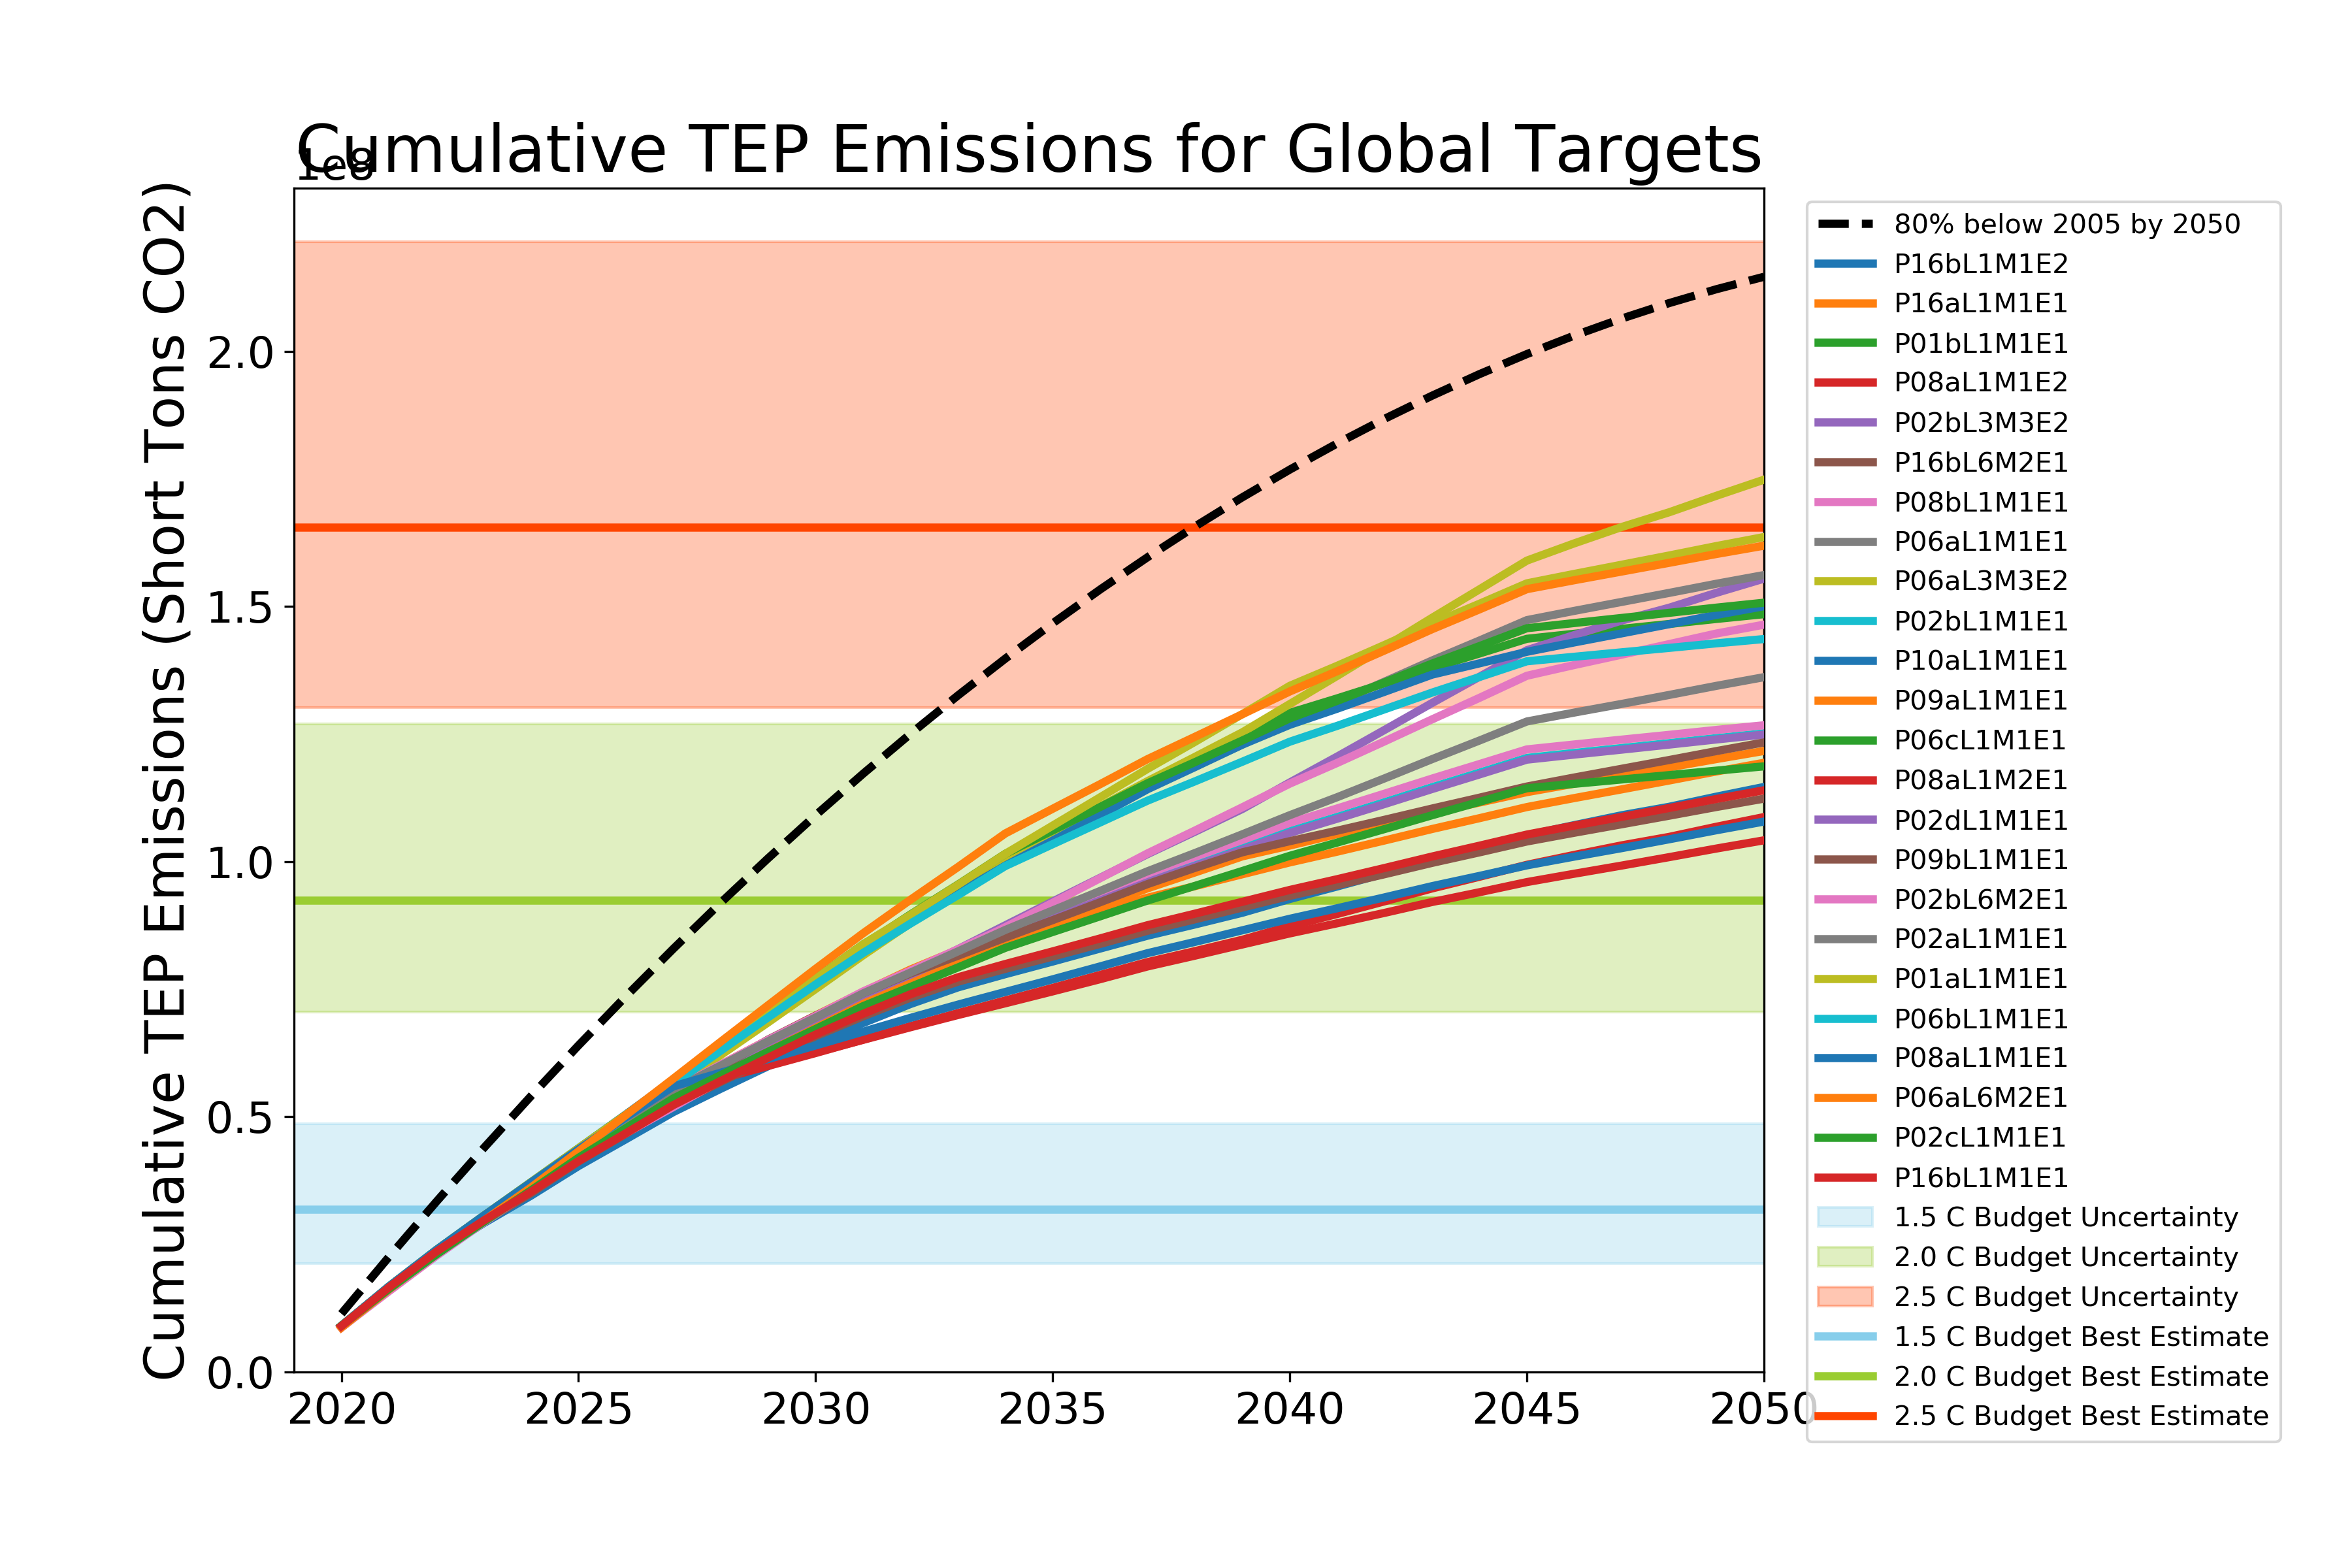 Cumulative TEP Emissions for Global Targets
1e8
Cumulative TEP Emissions (Short Tons CO2)
2.0
1.5
1.0
0.5
0.0
2020 2025 2030 2035 2040 2045 2050
80% below 2005 by 2050
P16bL1M1E2
P16aL1M1E1
P01bL1M1E1
P08aL1M1E2
P02bL3M3E2
P16bL6M2E1
P08bL1M1E1
P06aL1M1E1
P06aL3M3E2
P02bL1M1E1
P10aL1M1E1
P09aL1M1E1
P06cL1M1E1
P08aL1M2E1
P02dL1M1E1
P09bL1M1E1
P02bL6M2E1
P02aL1M1E1
P01aL1M1E1
P06bL1M1E1
P08aL1M1E1
P06aL6M2E1
P02cL1M1E1
P16bL1M1E1
1.5 C Budget Uncertainty
2.0 C Budget Uncertainty
2.5 C Budget Uncertainty
1.5 C Budget Best Estimate
2.0 C Budget Best Estimate
2.5 C Budget Best Estimate